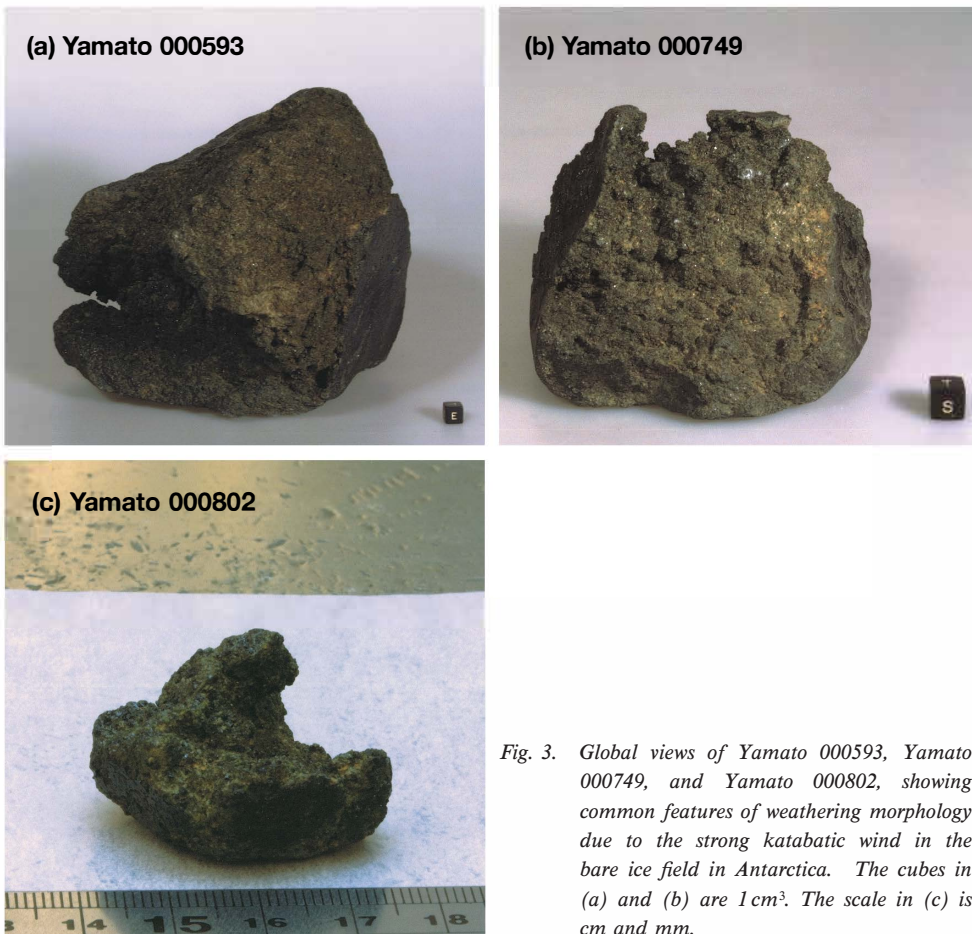 (a) Yamato 000593
(b) Yamato 000749
E
T
S
(c) Yamato 000802
3 14 15 16 17 18
Fig. 3. Global views of Yamato 000593, Yamato
000749, and Yamato 000802, showing
common features of weathering morphology
due to the strong katabatic wind in the
bare ice field in Antarctica. The cubes in
(a) and (b) are 1 cm³. The scale in (c) is
cm and mm.